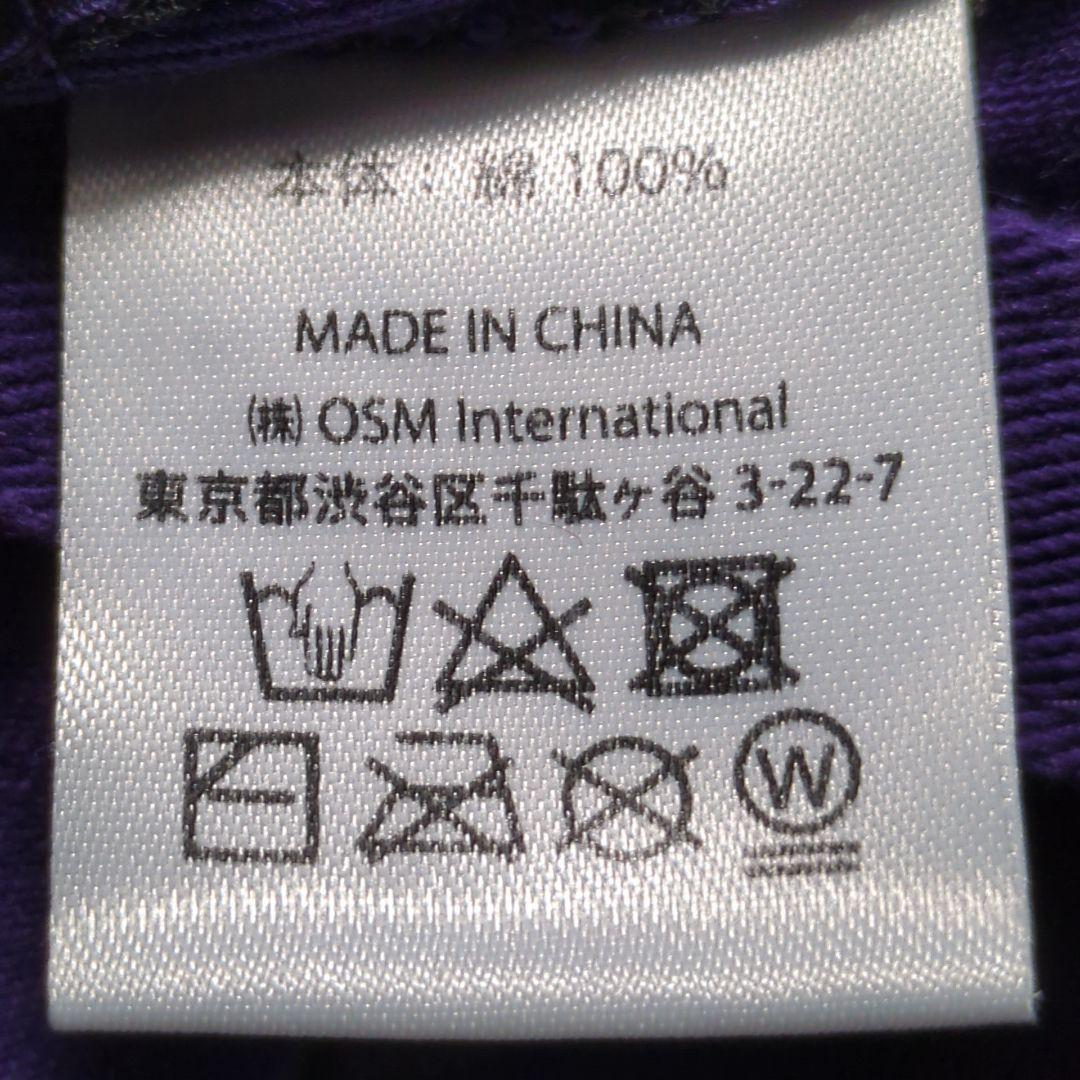 本体：綿 100%
MADE IN CHINA
㈱ OSM International
東京都渋谷区千駄ヶ谷 3-22-7
W